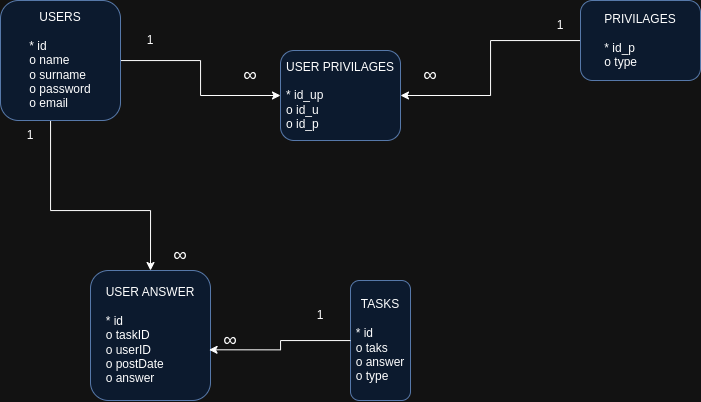 USERS
* id
o name
o surname
o password
o email
1
∞
USER PRIVILAGES
* id_up
o id_u
o id_p
∞
1
PRIVILAGES
* id_p
o type
1
∞
USER ANSWER
* id
o taskID
o userID
o postDate
o answer
∞
1
TASKS
* id
o taks
o answer
o type